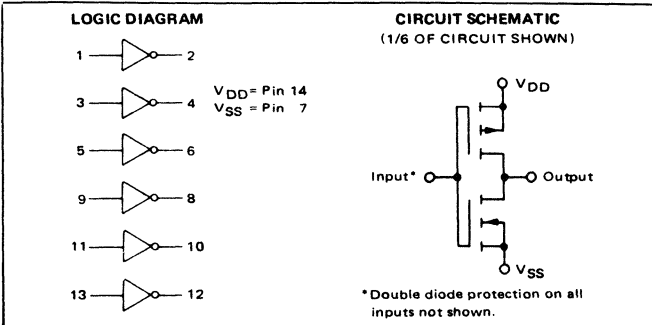 LOGIC DIAGRAM
1 2
3 4
5 6
9 8
11 10
13 12
VDD = Pin 14
VSS = Pin 7
CIRCUIT SCHEMATIC
(1/6 OF CIRCUIT SHOWN)
VDD
Input* Output
VSS
*Double diode protection on all
inputs not shown.